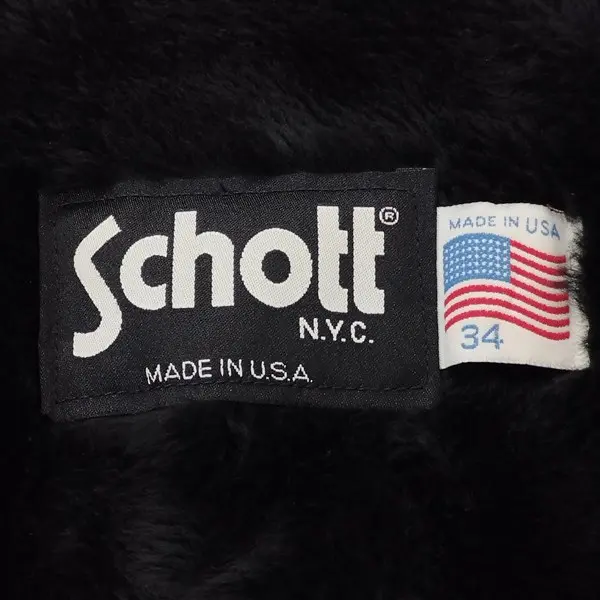 Schott®
N.Y.C.
MADE IN U.S.A.
MADE IN USA
34